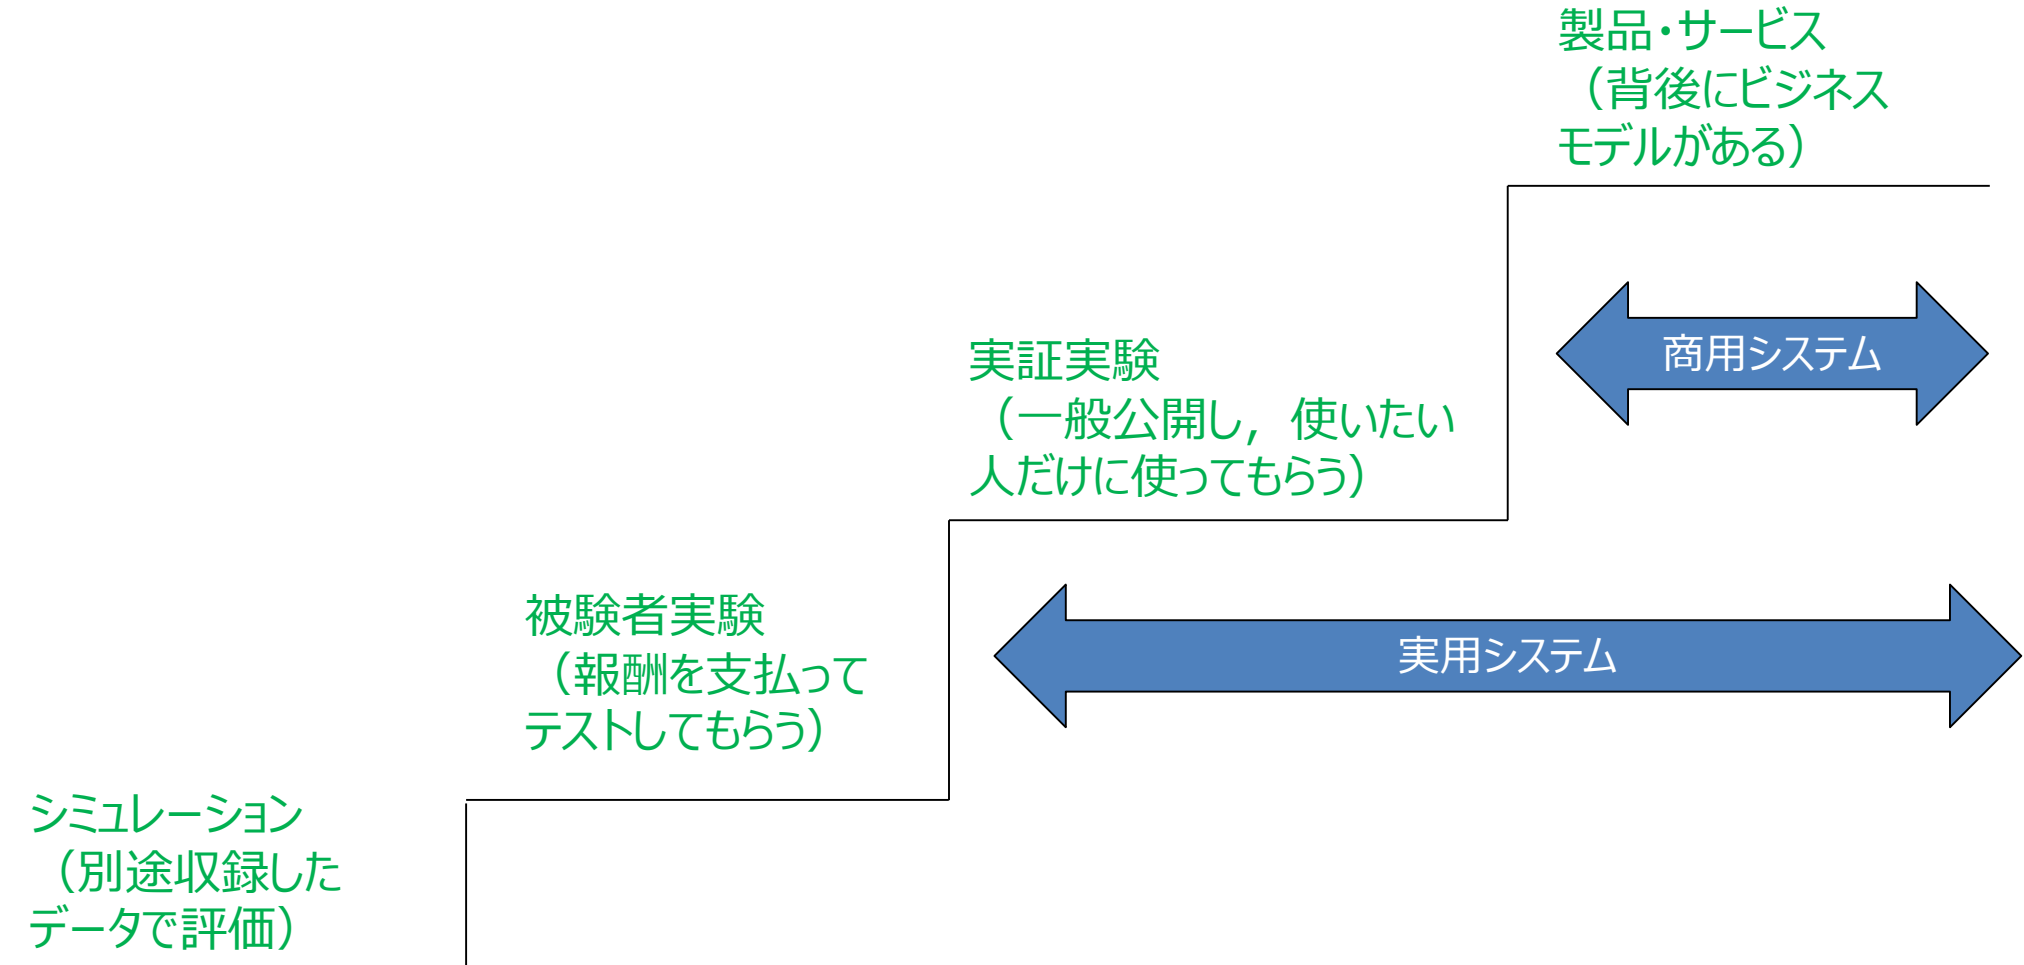 製品・サービス
（背後にビジネス
モデルがある）
商用システム
実証実験
（一般公開し，使いたい
人だけに使ってもらう）
実用システム
被験者実験
（報酬を支払って
テストしてもらう）
シミュレーション
（別途収録した
データで評価）